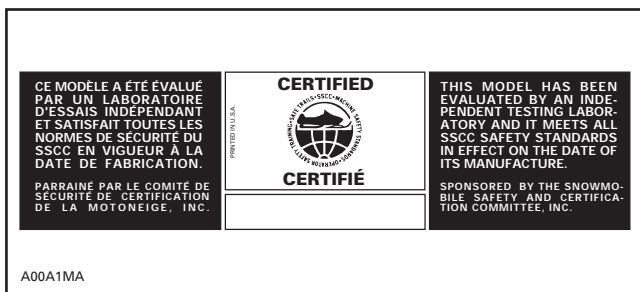 CE MODÈLE A ÉTÉ ÉVALUÉ
PAR UN LABORATOIRE
D'ESSAIS INDÉPENDANT
ET SATISFAIT TOUTES LES
NORMES DE SÉCURITÉ DU
SSCC EN VIGUEUR À LA
DATE DE FABRICATION.
PARRAINÉ PAR LE COMITÉ DE
SÉCURITÉ DE CERTIFICATION
DE LA MOTONEIGE, INC.
PRINTED IN U.S.A.
CERTIFIED
SAFE TRAILS•SSCC•MACHINE SAFETY STANDARDS•OPERATOR SAFETY TRAINING•
CERTIFIÉ
THIS MODEL HAS BEEN
EVALUATED BY AN INDE-
PENDENT TESTING LABOR-
ATORY AND IT MEETS ALL
SSCC SAFETY STANDARDS
IN EFFECT ON THE DATE OF
ITS MANUFACTURE.
SPONSORED BY THE SNOWMO-
BILE SAFETY AND CERTIFICA-
TION COMMITTEE, INC.
A00A1MA